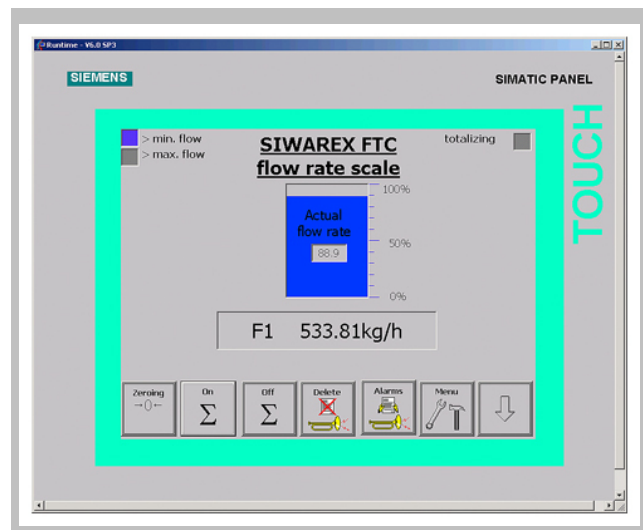 Runtime - V6.0 SP3
SIEMENS
SIMATIC PANEL
TOUCH
> min. flow
> max. flow
SIWAREX FTC
flow rate scale
totalizing
100%
Actual
flow rate
88.9
50%
0%
F1 533.81kg/h
Zeroing
→0←
On
Σ
Off
Σ
Delete
Alarms
Menu